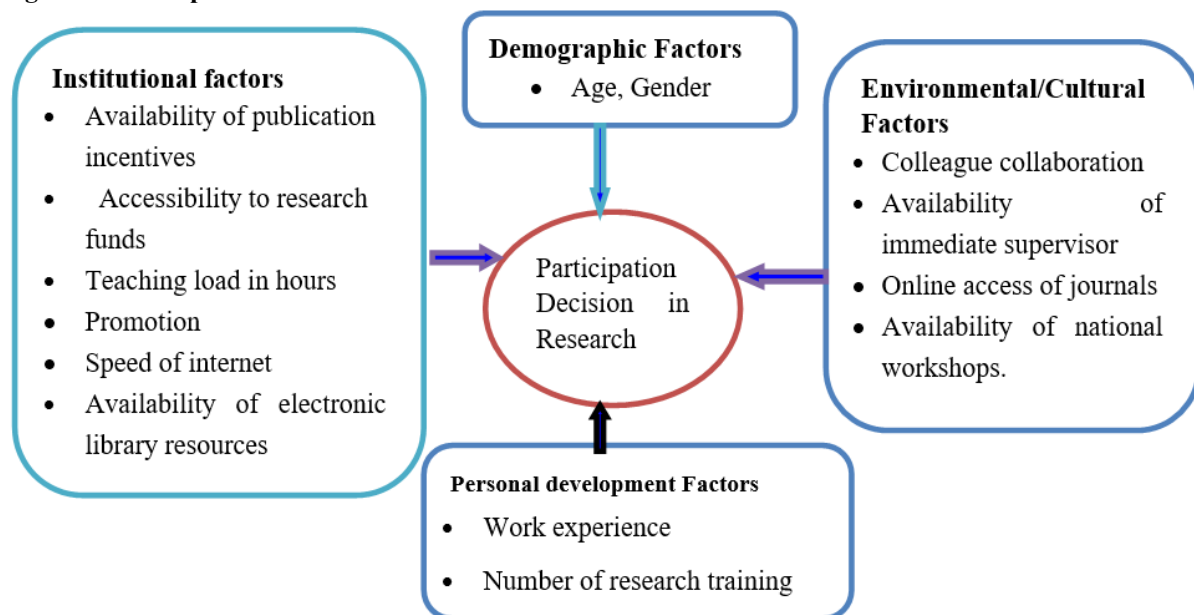 Institutional factors
• Availability of publication
incentives
• Accessibility to research
funds
• Teaching load in hours
• Promotion
• Speed of internet
• Availability of electronic
library resources
Demographic Factors
• Age, Gender
Environmental/Cultural
Factors
• Colleague collaboration
• Availability of
immediate supervisor
• Online access of journals
• Availability of national
workshops.
Participation
Decision in
Research
Personal development Factors
• Work experience
• Number of research training